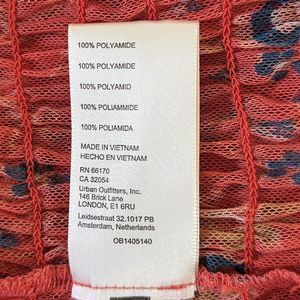 100% POLYAMIDE
100% POLYAMIDE
100% POLYAMID
100% POLIAMMIDE
100% POLIAMIDA
MADE IN VIETNAM
HECHO EN VIETNAM
RN 66170
CA 32054
Urban Outfitters, Inc.
146 Brick Lane
LONDON, E1 6RU
Leidsestraat 32,1017 PB
Amsterdam, Netherlands
OB1405140